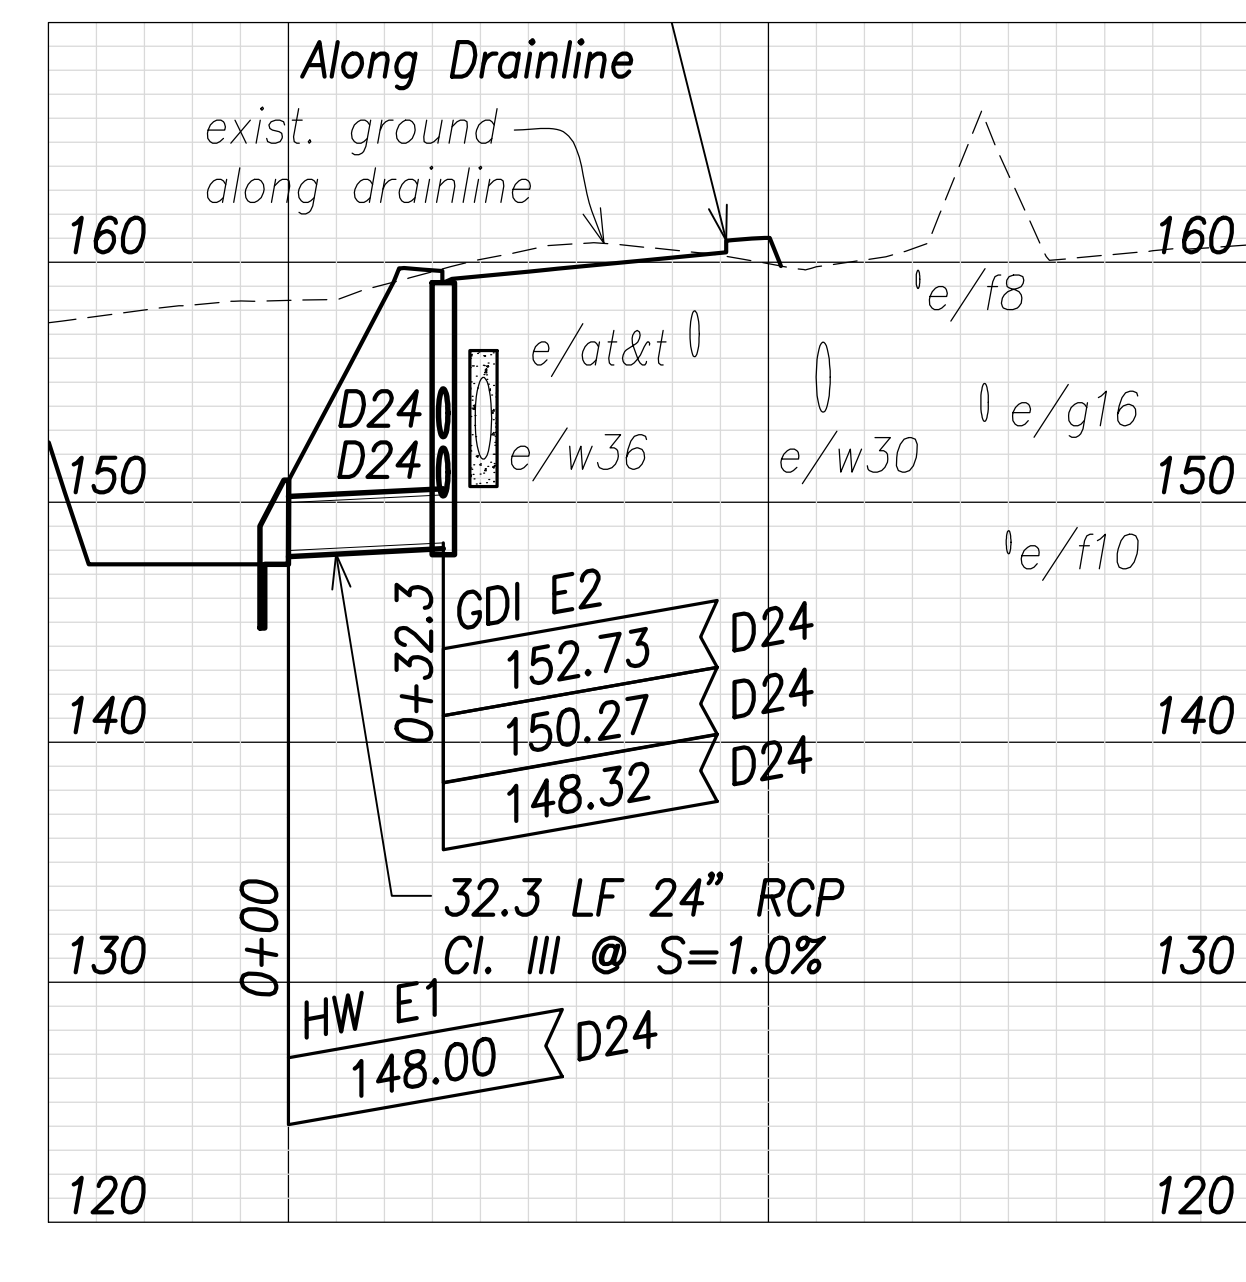 Along Drainline
exist. ground
along drainline
160
160
e/f8
e/at&t
D24
e/g16
D24
e/w36
e/w30
150
150
e/f10
0+32.3
GDI E2
152.73
D24
150.27
D24
148.32
D24
140
140
32.3 LF 24” RCP
Cl. III @ S=1.0%
130
130
0+00
HW E1
148.00
D24
120
120